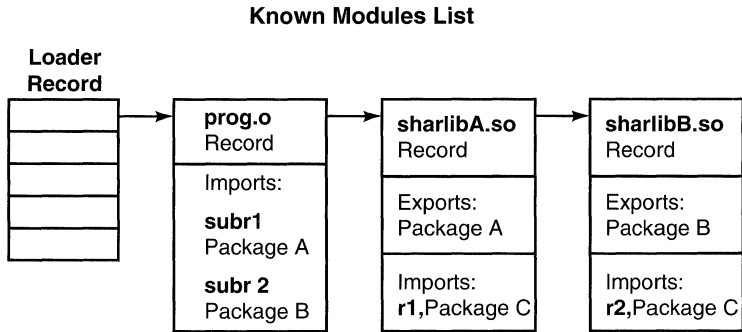 Known Modules List
Loader
Record
prog.o
Record
Imports:
subr1
Package A
subr 2
Package B
sharlibA.so
Record
Exports:
Package A
Imports:
r1,Package C
sharlibB.so
Record
Exports:
Package B
Imports:
r2,Package C